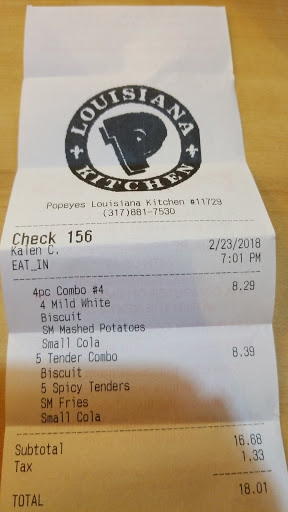 LOUISIANA
P
KITCHEN
Popeyes Louisiana Kitchen #11729
(317)881-7530
Check 156
Kalen C. 2/23/2018
EAT_IN 7:01 PM
4pc Combo #4 8.29
4 Mild White
Biscuit
SM Mashed Potatoes
Small Cola
5 Tender Combo 8.39
Biscuit
5 Spicy Tenders
SM Fries
Small Cola
Subtotal 16.68
Tax 1.33
TOTAL 18.01